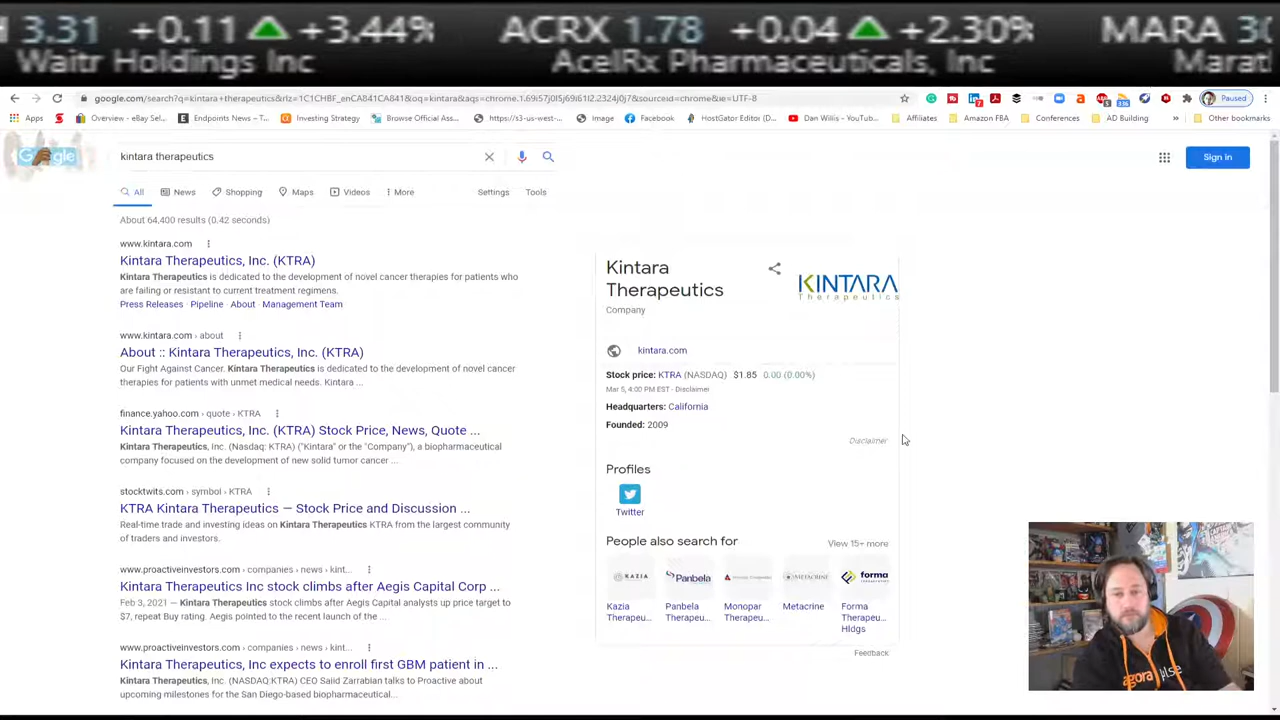 3.31 +0.11 +3.44% ACRX 1.78 +0.04 +2.30% MARA
Waitr Holdings Inc AcelRx Pharmaceuticals, Inc Marat
google.com/search?q=kintara+therapeutics&rlz=1C1CHBF_enCA841CA841&oq=kintara&aqs=chrome.1.69i57j0l5j69i61l2.2324j0j7&sourceid=chrome&ie=UTF-8
Paused
Apps Overview - eBay Sel... Endpoints News – T... Investing Strategy Browse Official Ass... https://s3-us-west-... Image Facebook HostGator Editor (D... Dan Willis – YouTub... Affiliates Amazon FBA Conferences AD Building » Other bookmarks
kintara therapeutics
Sign in
All News Shopping Maps Videos More Settings Tools
About 64,400 results (0.42 seconds)
www.kintara.com
Kintara Therapeutics, Inc. (KTRA)
Kintara Therapeutics is dedicated to the development of novel cancer therapies for patients who
are failing or resistant to current treatment regimens.
Press Releases · Pipeline · About · Management Team
www.kintara.com › about
About :: Kintara Therapeutics, Inc. (KTRA)
Our Fight Against Cancer. Kintara Therapeutics is dedicated to the development of novel cancer
therapies for patients with unmet medical needs. Kintara ...
finance.yahoo.com › quote › KTRA
Kintara Therapeutics, Inc. (KTRA) Stock Price, News, Quote ...
Kintara Therapeutics, Inc. (Nasdaq: KTRA) ("Kintara" or the "Company"), a biopharmaceutical
company focused on the development of new solid tumor cancer ...
stocktwits.com › symbol › KTRA
KTRA Kintara Therapeutics — Stock Price and Discussion ...
Real-time trade and investing ideas on Kintara Therapeutics KTRA from the largest community
of traders and investors.
www.proactiveinvestors.com › companies › news › kint...
Kintara Therapeutics Inc stock climbs after Aegis Capital Corp ...
Feb 3, 2021 — Kintara Therapeutics stock climbs after Aegis Capital analysts up price target to
$7, repeat Buy rating. Aegis pointed to the recent launch of the ...
www.proactiveinvestors.com › companies › news › kint...
Kintara Therapeutics, Inc expects to enroll first GBM patient in ...
Kintara Therapeutics, Inc. (NASDAQ:KTRA) CEO Saiid Zarrabian talks to Proactive about
upcoming milestones for the San Diego-based biopharmaceutical...
Kintara
Therapeutics
Company
KINTARA
Therapeutics
kintara.com
Stock price: KTRA (NASDAQ) $1.85 0.00 (0.00%)
Mar 5, 4:00 PM EST - Disclaimer
Headquarters: California
Founded: 2009
Disclaimer
Profiles
Twitter
People also search for View 15+ more
KAZIA Panbela METACRINE forma
Kazia Panbela Monopar Metacrine Forma
Therapeu... Therape... Therapeu... Therapeu...
Hldgs
Feedback